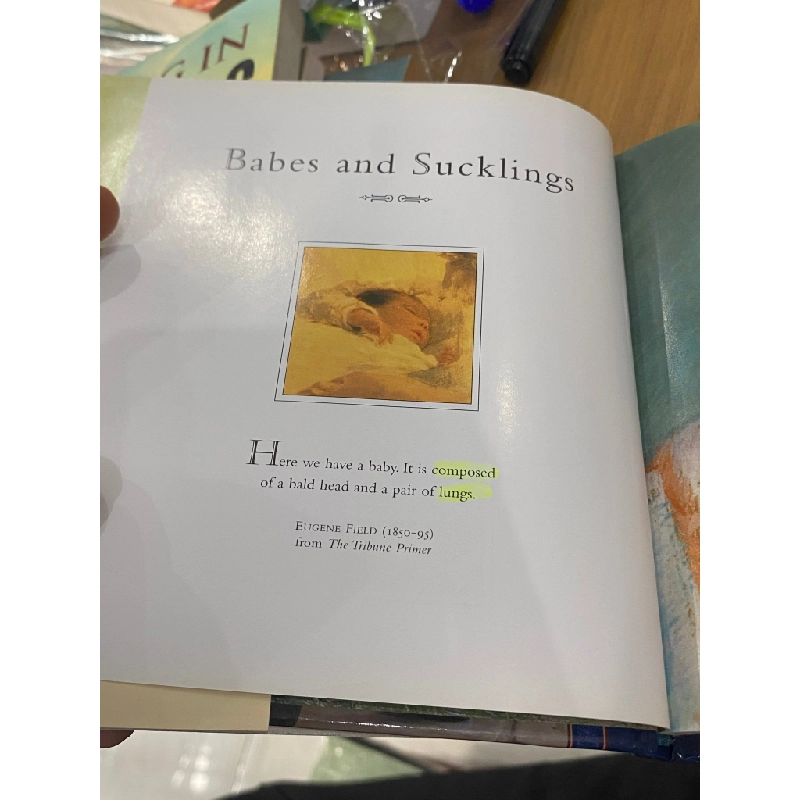 G IN
Babes and Sucklings
Here we have a baby. It is composed
of a bald head and a pair of lungs.
EUGENE FIELD (1850-95)
from The Tribune Primer